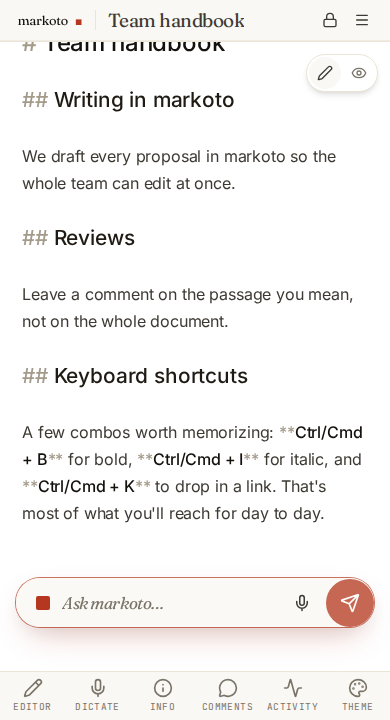 markoto
Team handbook
# Team handbook
## Writing in markoto
We draft every proposal in markoto so the
whole team can edit at once.
## Reviews
Leave a comment on the passage you mean,
not on the whole document.
## Keyboard shortcuts
A few combos worth memorizing: **Ctrl/Cmd
+ B** for bold, **Ctrl/Cmd + I** for italic, and
**Ctrl/Cmd + K** to drop in a link. That's
most of what you'll reach for day to day.
Ask markoto...
EDITOR DICTATE INFO COMMENTS ACTIVITY THEME